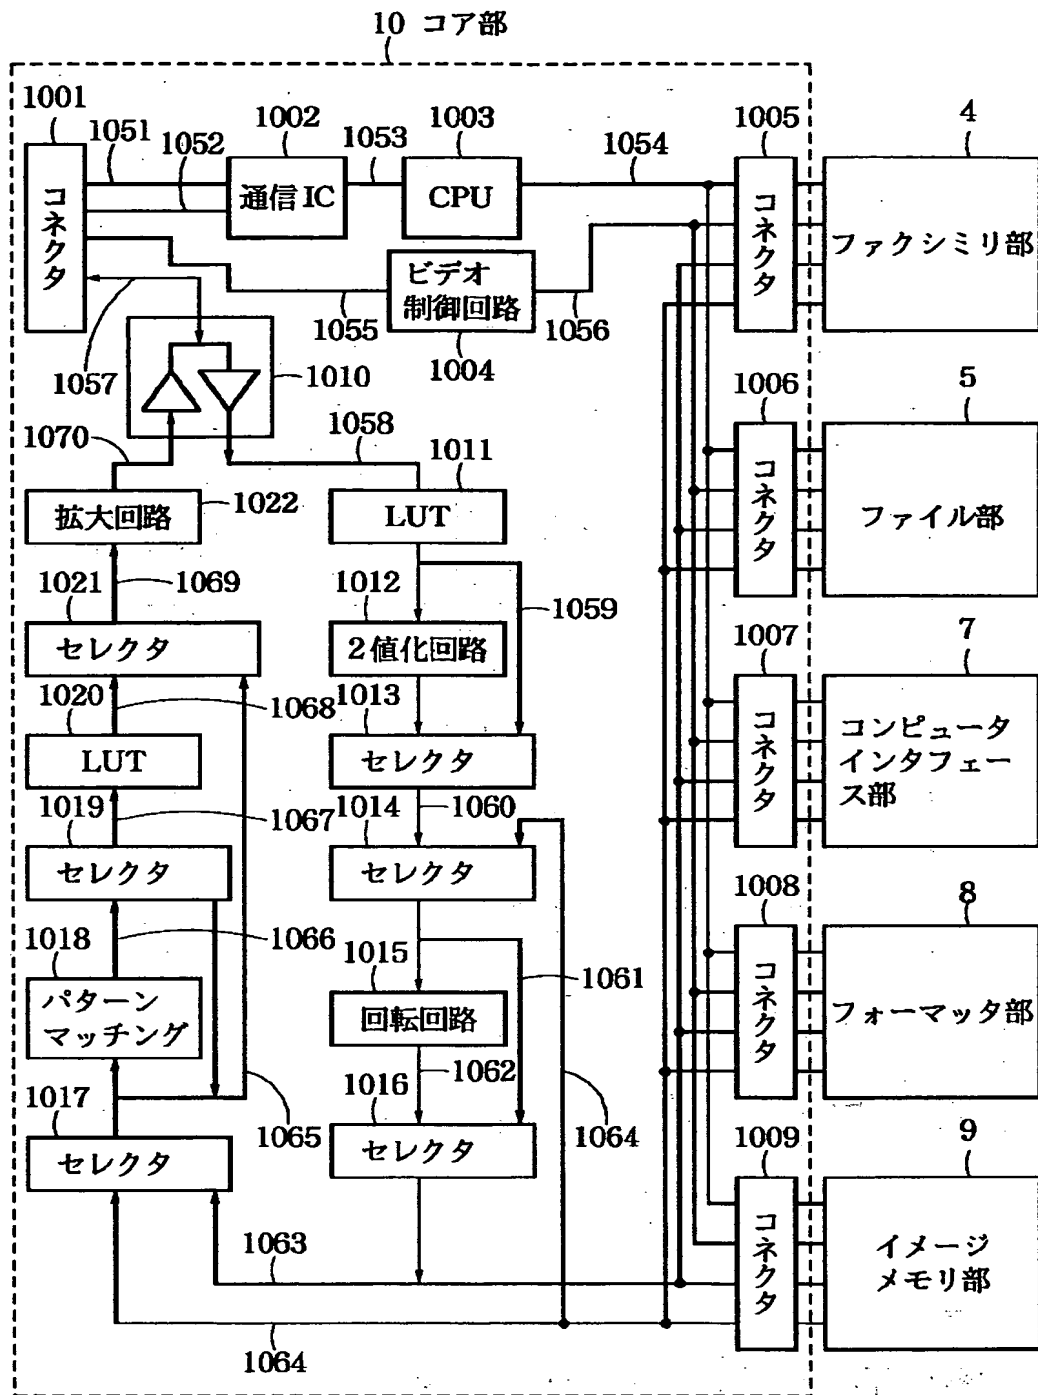 10 コア部
1001
1051
1052
1002
1053
1003
1054
1005
4
コネクタ
通信IC
CPU
コネクタ
ファクシミリ部
ビデオ
制御回路
1057
1055
1004
1056
1010
1006
5
1070
1058
1011
コネクタ
ファイル部
拡大回路
1022
LUT
1021
1069
1012
1059
1007
7
セレクタ
2値化回路
1020
1068
1013
コネクタ
コンピュータ
インタフェー
ス部
LUT
セレクタ
1019
1067
1014
1060
セレクタ
セレクタ
1008
8
1018
1066
1015
1061
コネクタ
フォーマッタ部
パターン
マッチング
回転回路
1017
1065
1016
1062
1064
1009
9
セレクタ
セレクタ
コネクタ
イメージ
メモリ部
1063
1064